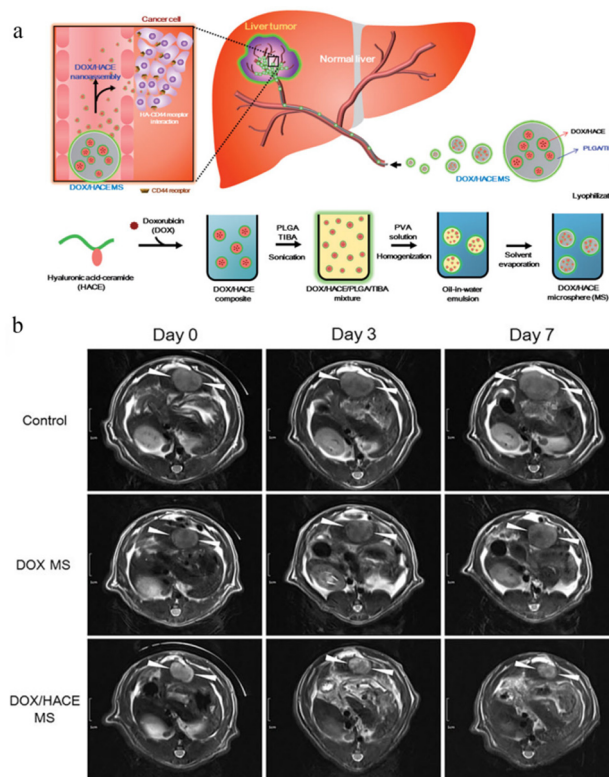 a
Cancer cell
DOX/HACE
nanoassembly
HA-CD44 receptor
interaction
DOX/HACE MS
CD44 receptor
Liver tumor
Normal liver
DOX/HACE
DOX/HACE MS
Hyaluronic acid-ceramide
(HACE)
Doxorubicin
(DOX)
DOX/HACE
composite
PLGA
TIBA
Sonication
DOX/HACE/PLGA/TIBA
mixture
PVA
solution
Homogenization
Oil-in-water
emulsion
Solvent
evaporation
DOX/HACE
microsphere (MS)
b
Day 0
Day 3
Day 7
Control
DOX MS
DOX/HACE
MS